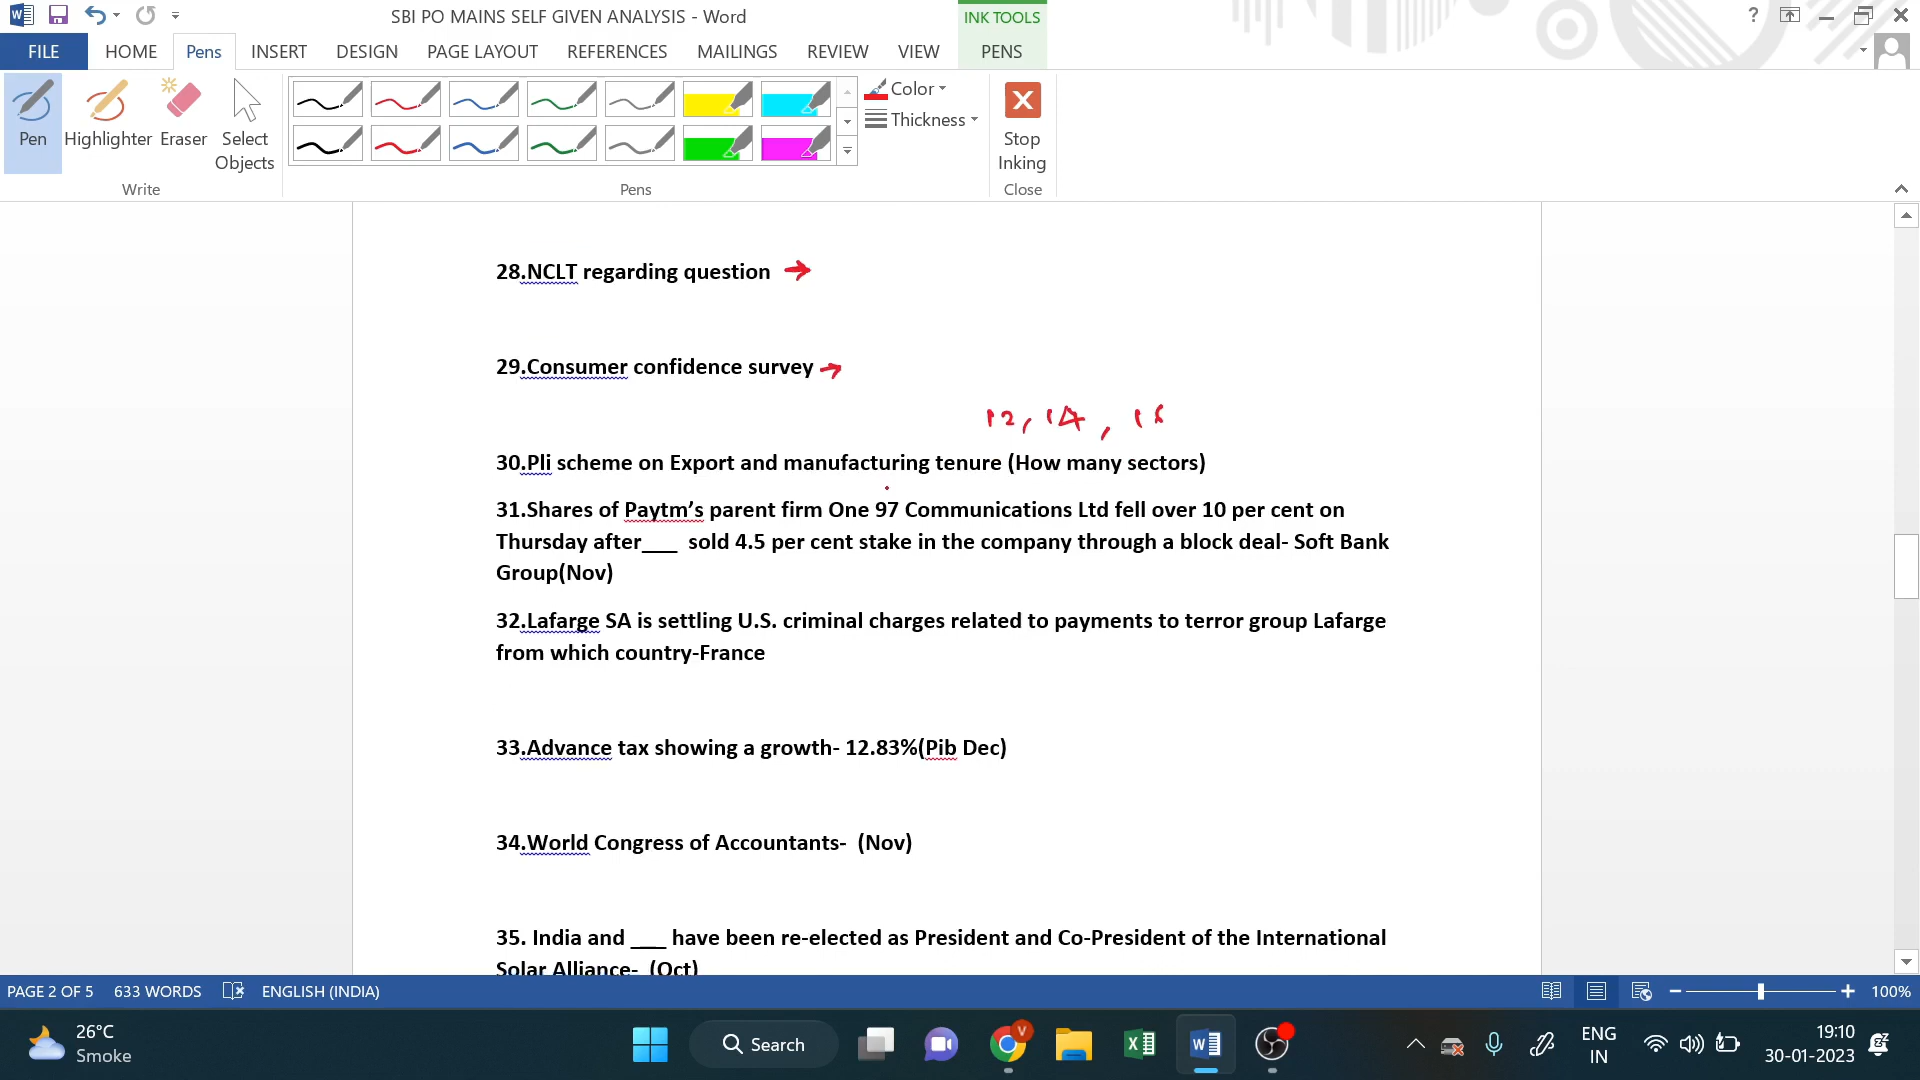 SBI PO MAINS SELF GIVEN ANALYSIS - Word
INK TOOLS
?
FILE HOME Pens INSERT DESIGN PAGE LAYOUT REFERENCES MAILINGS REVIEW VIEW PENS
Pen Highlighter Eraser Select Objects
Color
Thickness
Stop Inking
Write Pens Close
28.NCLT regarding question
29.Consumer confidence survey
12, 14,
30.Pli scheme on Export and manufacturing tenure (How many sectors)
31.Shares of Paytm’s parent firm One 97 Communications Ltd fell over 10 per cent on
Thursday after___ sold 4.5 per cent stake in the company through a block deal- Soft Bank
Group(Nov)
32.Lafarge SA is settling U.S. criminal charges related to payments to terror group Lafarge
from which country-France
33.Advance tax showing a growth- 12.83%(Pib Dec)
34.World Congress of Accountants- (Nov)
35. India and ___ have been re-elected as President and Co-President of the International
Solar Alliance- (Oct)
PAGE 2 OF 5 633 WORDS ENGLISH (INDIA) 100%
26°C
Smoke
Search
V
ENG
IN
19:10
30-01-2023